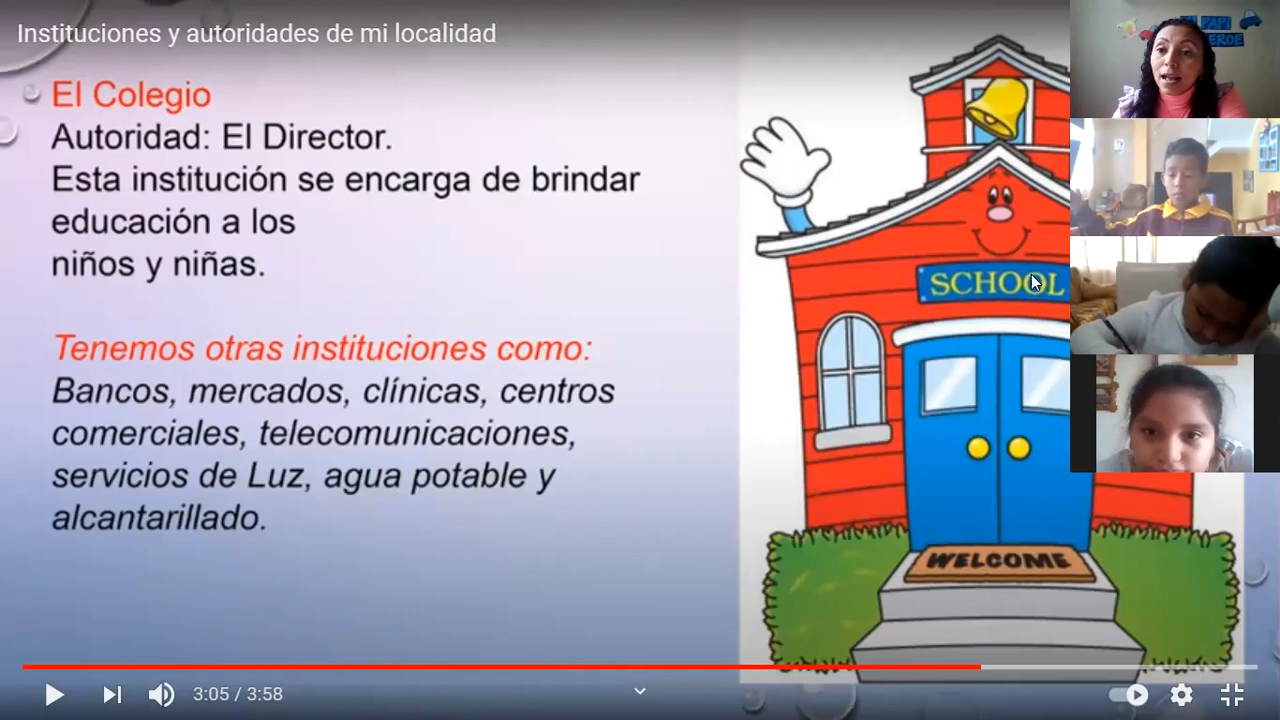 Instituciones y autoridades de mi localidad
El Colegio
Autoridad: El Director.
Esta institución se encarga de brindar
educación a los
niños y niñas.
Tenemos otras instituciones como:
Bancos, mercados, clínicas, centros
comerciales, telecomunicaciones,
servicios de Luz, agua potable y
alcantarillado.
SCHOOL
WELCOME
PAPI
3:05 / 3:58